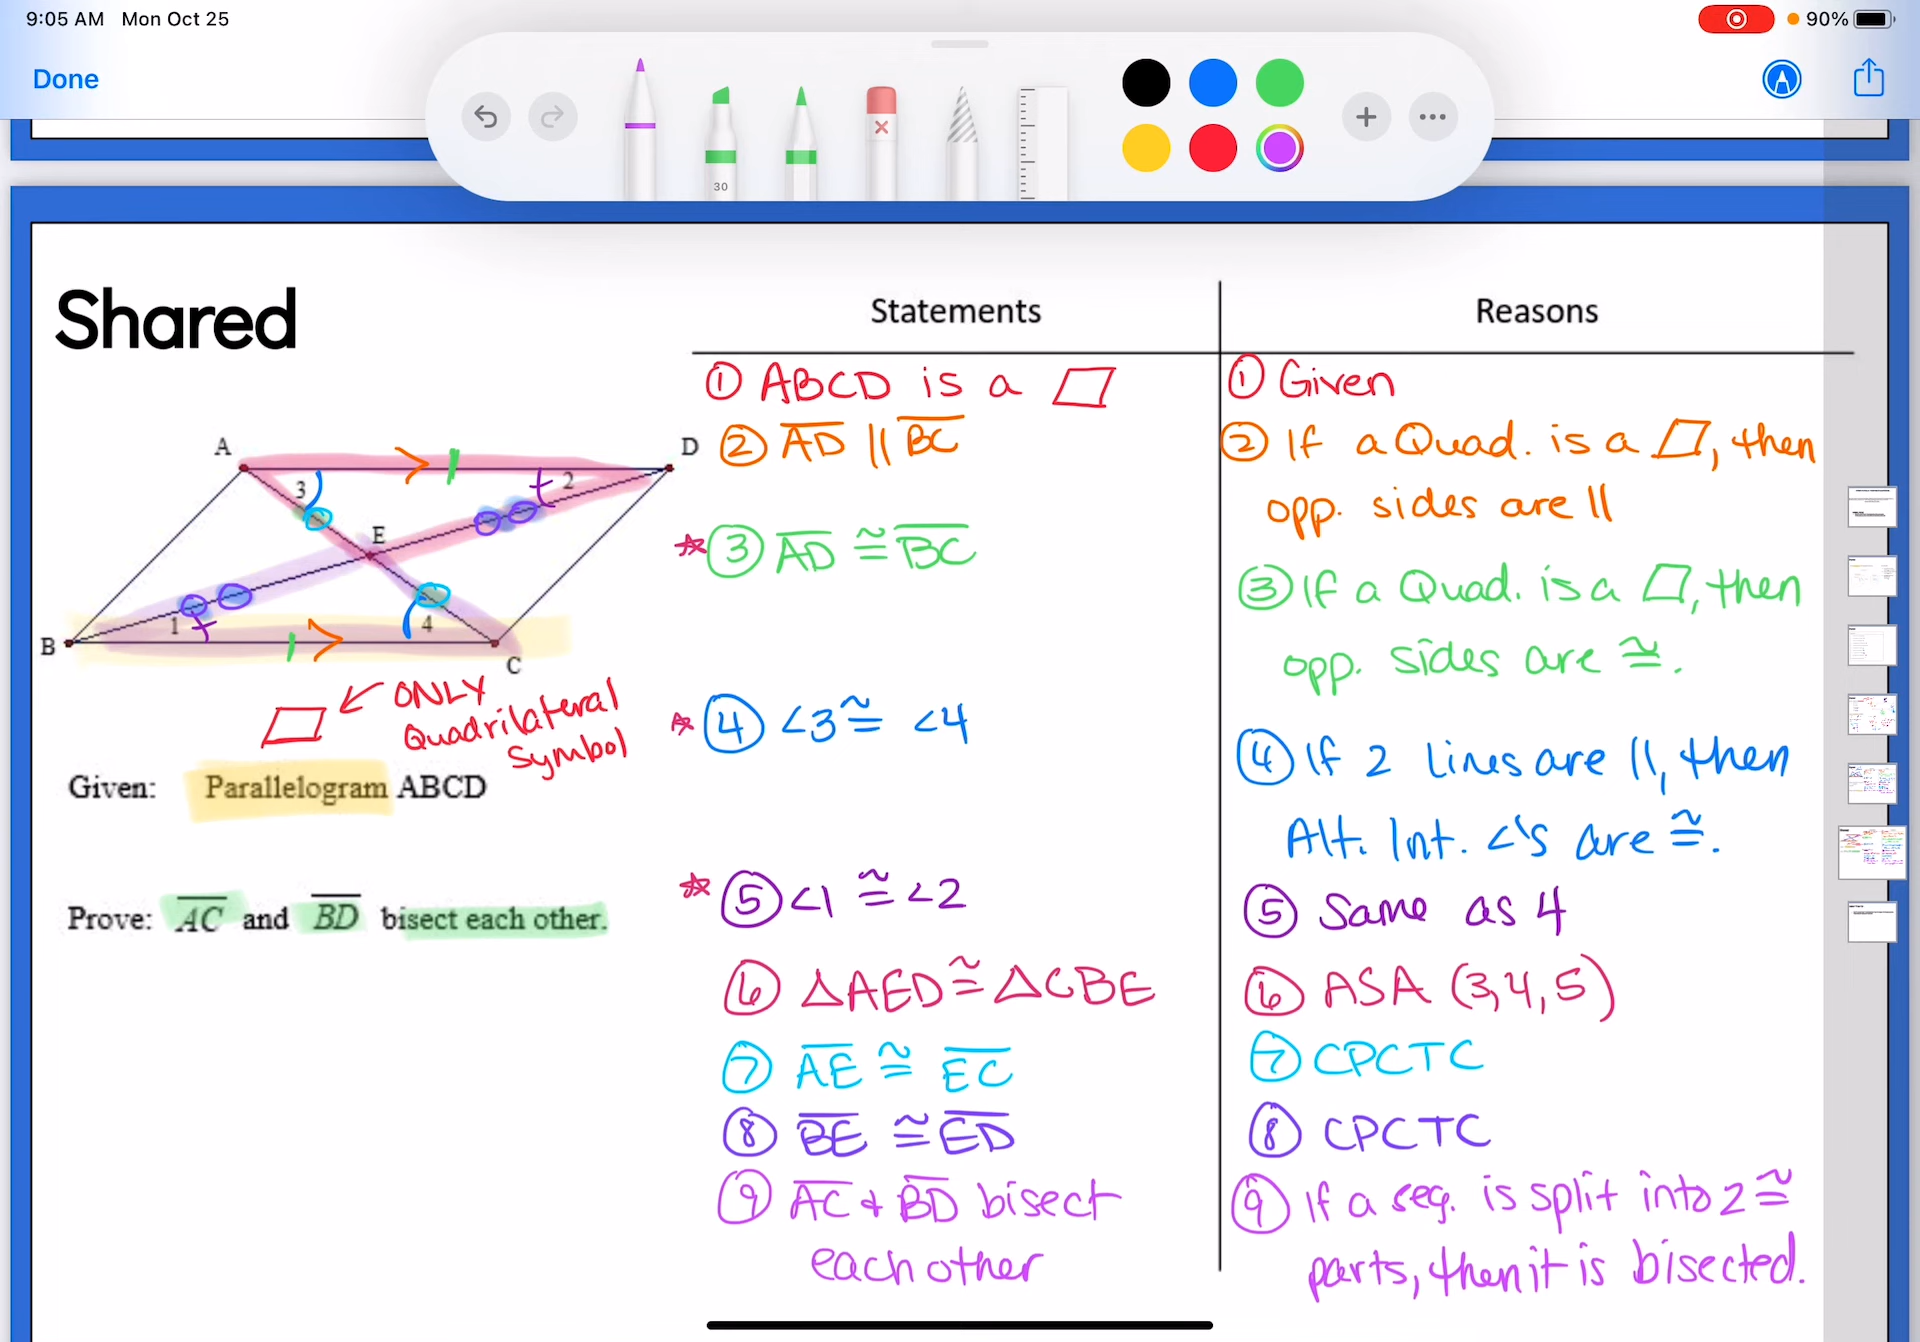 9:05 AM Mon Oct 25
90%
Done
30
Shared
Statements
Reasons
① ABCD is a ▱
① Given
② AD || BC
② If a Quad. is a ▱, then
opp. sides are ||
③ AD ≅ BC
③ If a Quad. is a ▱, then
opp. sides are ≅.
④ <3 ≅ <4
④ If 2 lines are ||, then
Alt. Int. <'s are ≅.
⑤ <1 ≅ <2
⑤ Same as 4
⑥ △AED ≅ △CBE
⑥ ASA (3,4,5)
⑦ AE ≅ EC
⑦ CPCTC
⑧ BE ≅ ED
⑧ CPCTC
⑨ AC + BD bisect
each other
⑨ If a seg. is split into 2 ≅
parts, then it is bisected.
A
D
3
2
E
1
4
B
C
▱ ← ONLY
Quadrilateral
Symbol
Given: Parallelogram ABCD
Prove: AC and BD bisect each other.